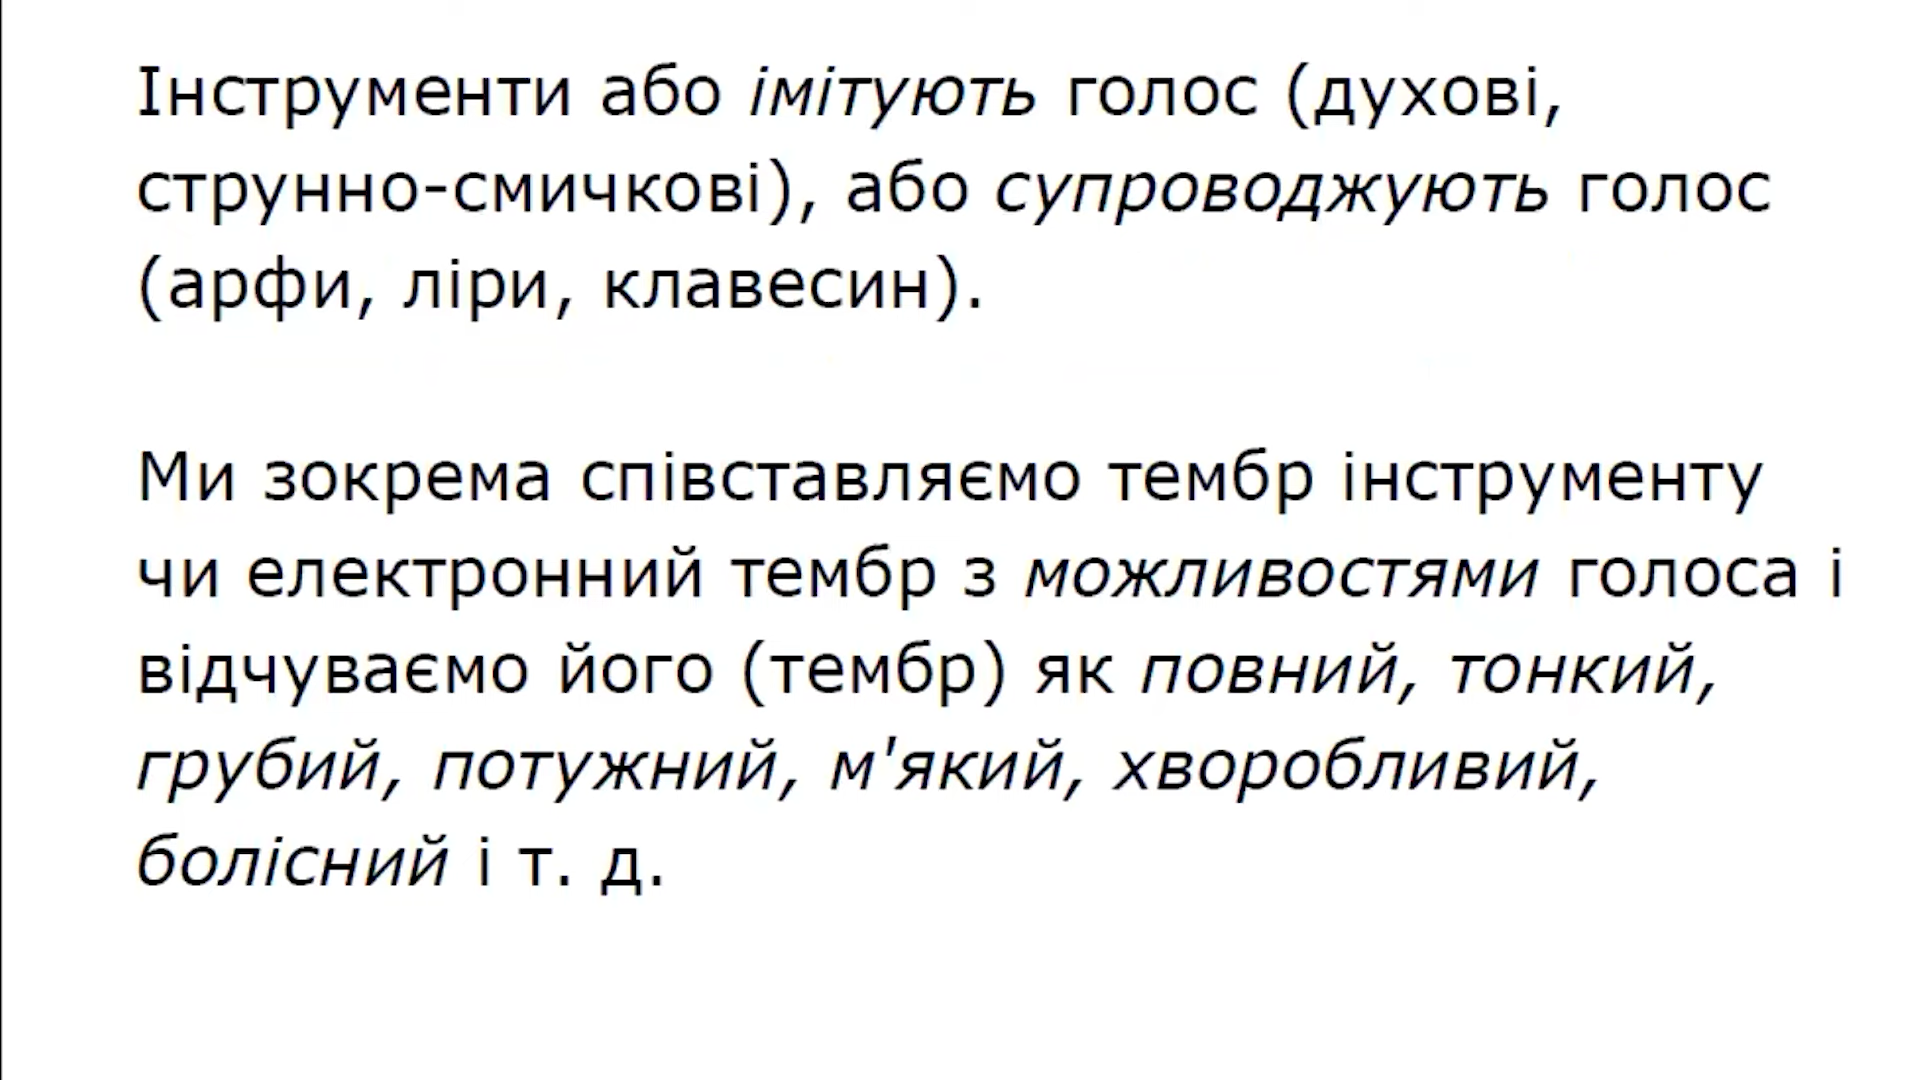 Інструменти або імітують голос (духові,
струнно-смичкові), або супроводжують голос
(арфи, ліри, клавесин).
Ми зокрема співставляємо тембр інструменту
чи електронний тембр з можливостями голоса і
відчуваємо його (тембр) як повний, тонкий,
грубий, потужний, м'який, хворобливий,
болісний і т. д.